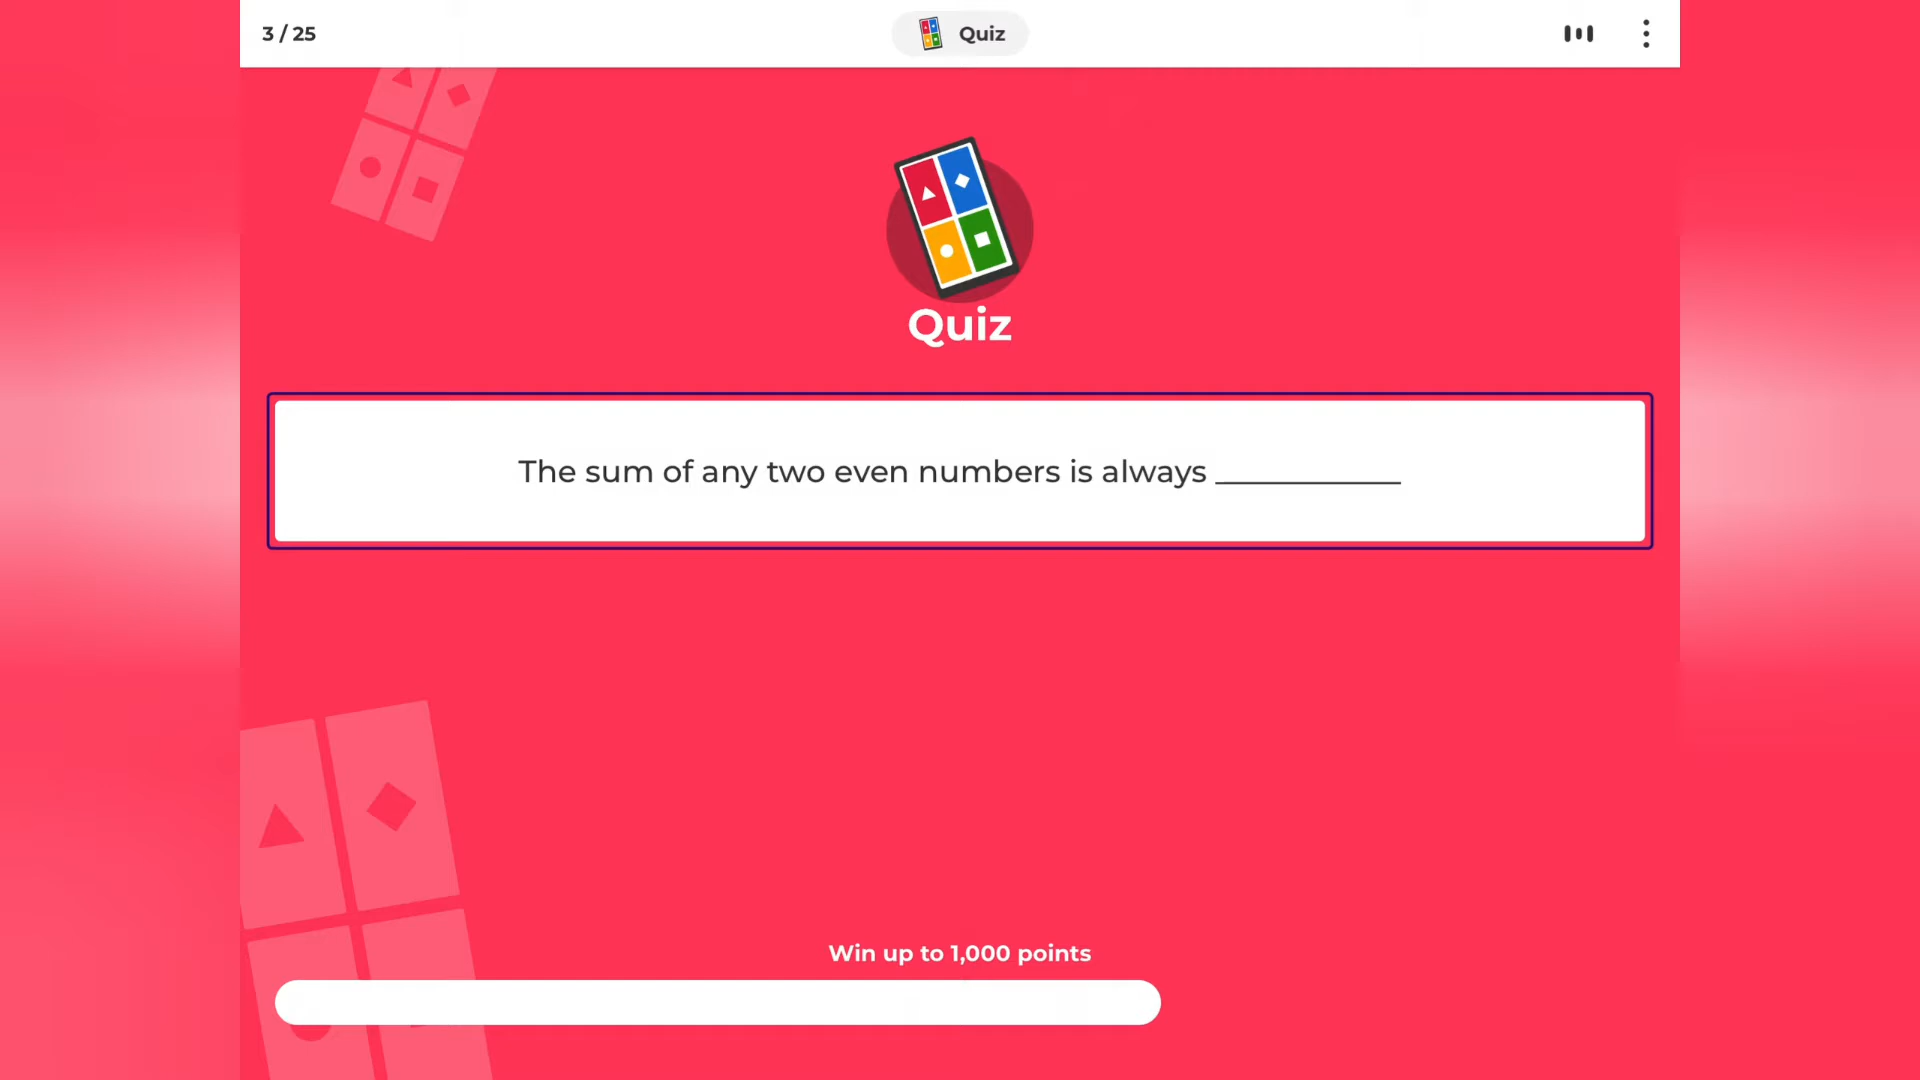 3 / 25
Quiz
Quiz
The sum of any two even numbers is always ____________
Win up to 1,000 points